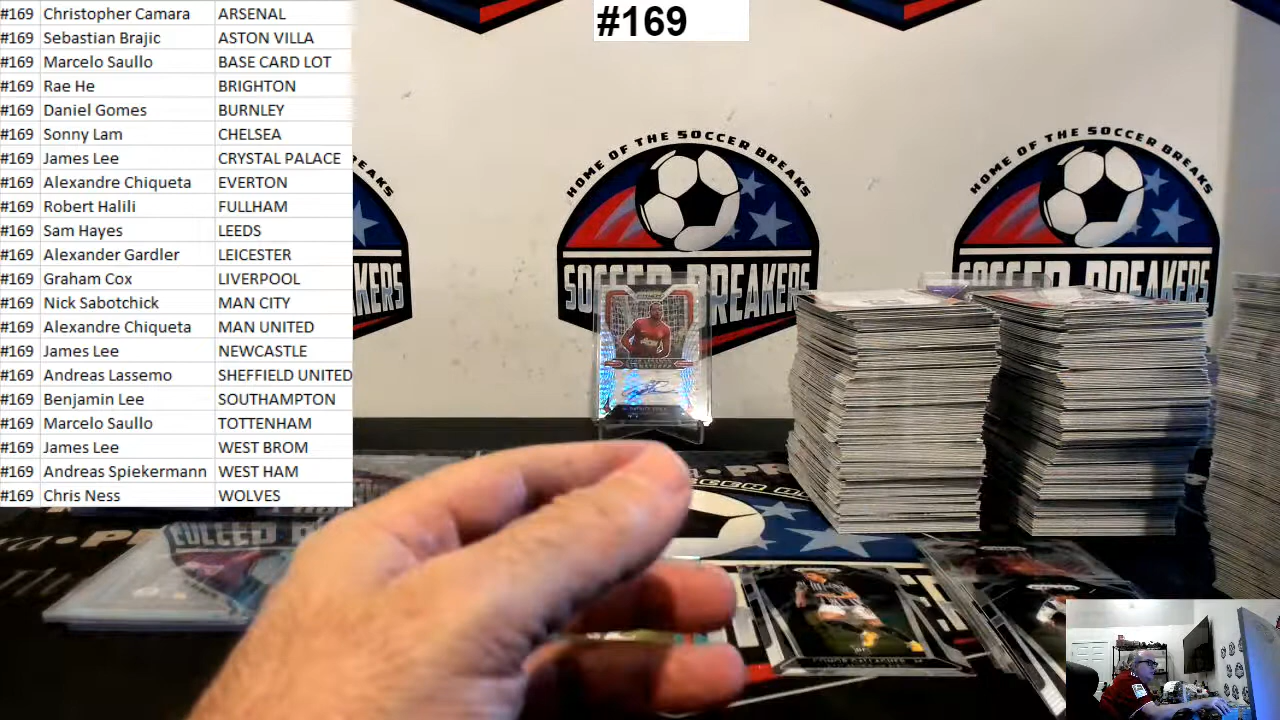 #169 Christopher Camara ARSENAL
#169 Sebastian Brajic ASTON VILLA
#169 Marcelo Saullo BASE CARD LOT
#169 Rae He BRIGHTON
#169 Daniel Gomes BURNLEY
#169 Sonny Lam CHELSEA
#169 James Lee CRYSTAL PALACE
#169 Alexandre Chiqueta EVERTON
#169 Robert Halili FULLHAM
#169 Sam Hayes LEEDS
#169 Alexander Gardler LEICESTER
#169 Graham Cox LIVERPOOL
#169 Nick Sabotchick MAN CITY
#169 Alexandre Chiqueta MAN UNITED
#169 James Lee NEWCASTLE
#169 Andreas Lassemo SHEFFIELD UNITED
#169 Benjamin Lee SOUTHAMPTON
#169 Marcelo Saullo TOTTENHAM
#169 James Lee WEST BROM
#169 Andreas Spiekermann WEST HAM
#169 Chris Ness WOLVES
#169
HOME OF THE SOCCER BREAKS
SOCCER BREAKERS
HOME OF THE SOCCER BREAKS
SOCCER BREAKERS
BREAKS
KERS